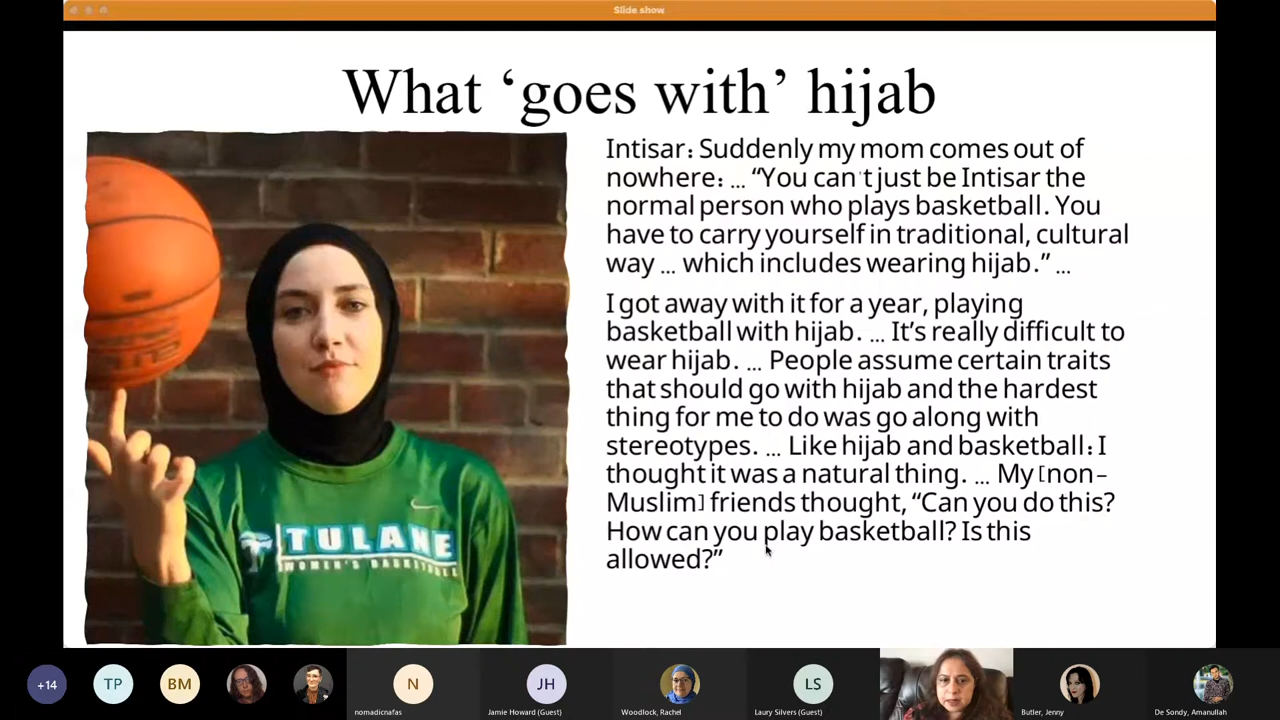 Slide show
What ‘goes with’ hijab
Intisar: Suddenly my mom comes out of
nowhere: ... “You can't just be Intisar the
normal person who plays basketball. You
have to carry yourself in traditional, cultural
way ... which includes wearing hijab.” ...
I got away with it for a year, playing
basketball with hijab. ... It’s really difficult to
wear hijab. ... People assume certain traits
that should go with hijab and the hardest
thing for me to do was go along with
stereotypes. ... Like hijab and basketball: I
thought it was a natural thing. ... My [non-
Muslim] friends thought, “Can you do this?
How can you play basketball? Is this
allowed?”
TULANE
WOMEN'S BASKETBALL
+14
TP
BM
N
JH
LS
nomadicnafas
Jamie Howard (Guest)
Woodlock, Rachel
Laury Silvers (Guest)
Butler, Jenny
De Sondy, Amanullah